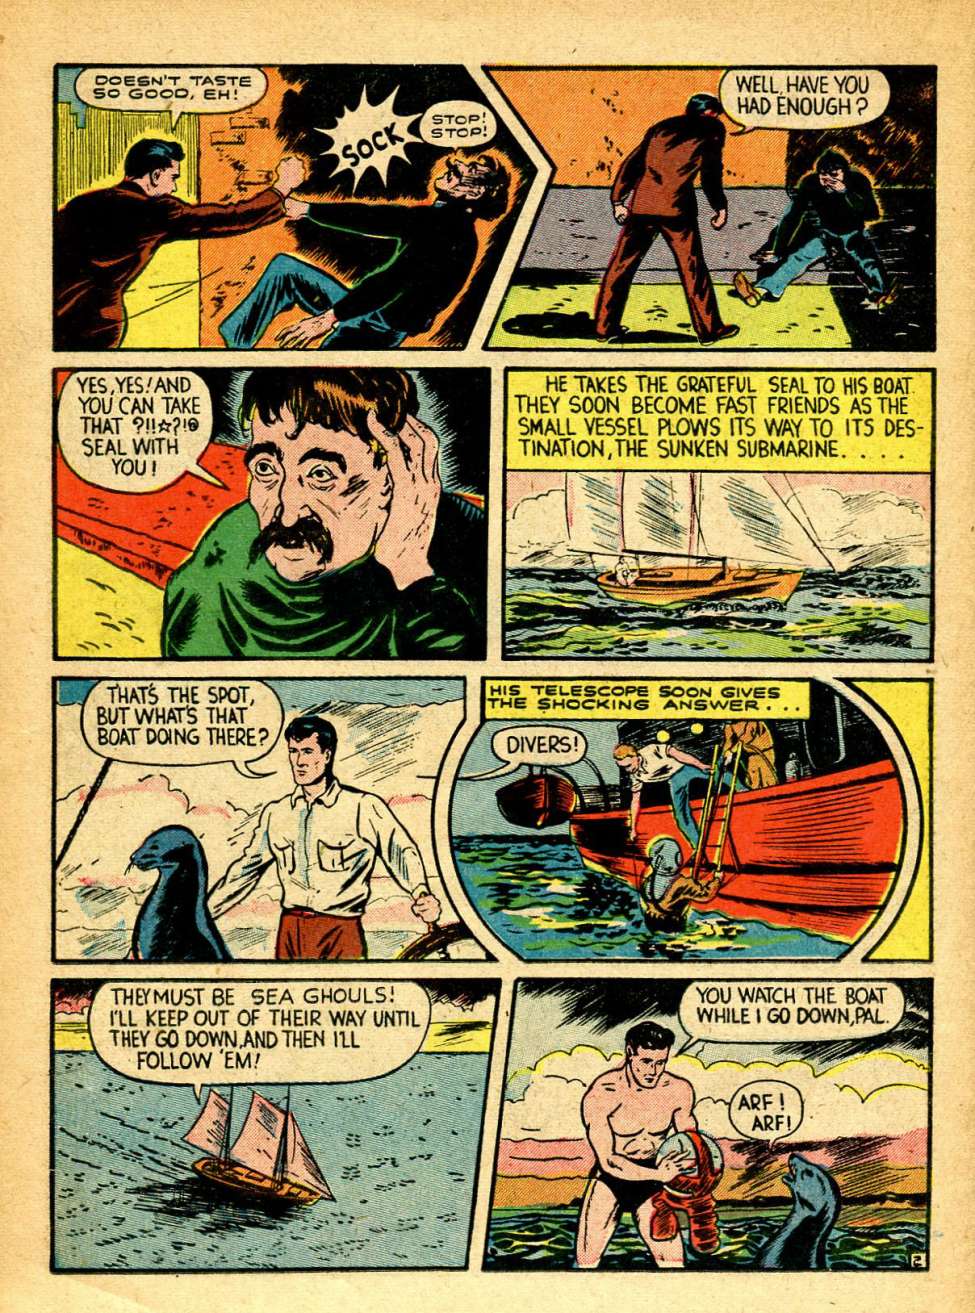 DOESN'T TASTE
SO GOOD, EH!
SOCK
STOP!
STOP!
WELL, HAVE YOU
HAD ENOUGH?
YES, YES! AND
YOU CAN TAKE
THAT ?!!☆?!@
SEAL WITH
YOU!
HE TAKES THE GRATEFUL SEAL TO HIS BOAT.
THEY SOON BECOME FAST FRIENDS AS THE
SMALL VESSEL PLOWS ITS WAY TO ITS DES-
TINATION, THE SUNKEN SUBMARINE. . . .
THAT'S THE SPOT,
BUT WHAT'S THAT
BOAT DOING THERE?
HIS TELESCOPE SOON GIVES
THE SHOCKING ANSWER. . .
DIVERS!
THEY MUST BE SEA GHOULS!
I'LL KEEP OUT OF THEIR WAY UNTIL
THEY GO DOWN, AND THEN I'LL
FOLLOW 'EM!
YOU WATCH THE BOAT
WHILE I GO DOWN, PAL.
ARF!
ARF!
2